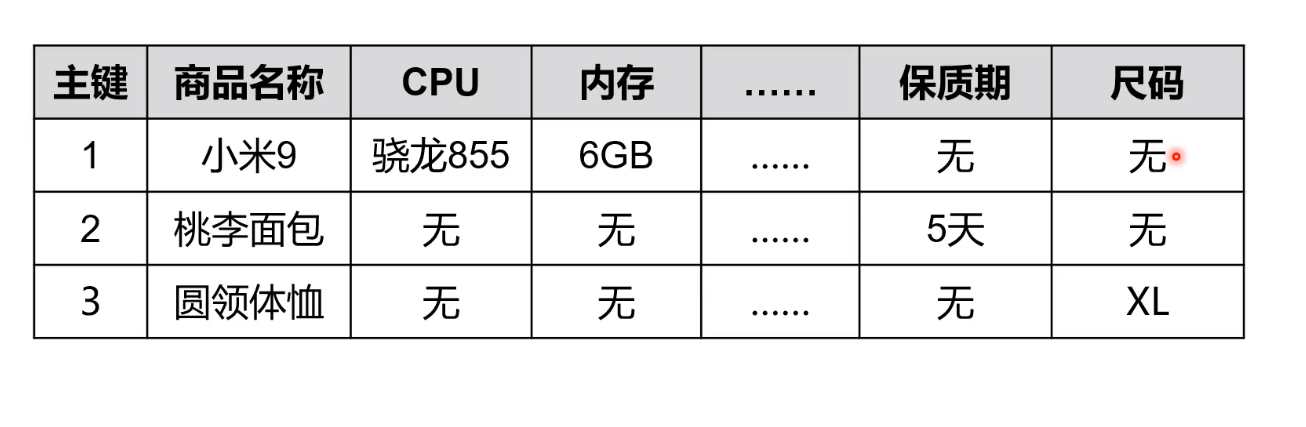 主键 商品名称 CPU 内存 …… 保质期 尺码
1 小米9 骁龙855 6GB …… 无 无
2 桃李面包 无 无 …… 5天 无
3 圆领体恤 无 无 …… 无 XL